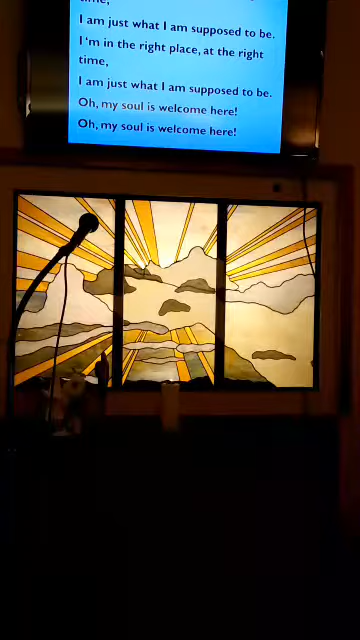 time,
I am just what I am supposed to be.
I'm in the right place, at the right
time,
I am just what I am supposed to be.
Oh, my soul is welcome here!
Oh, my soul is welcome here!